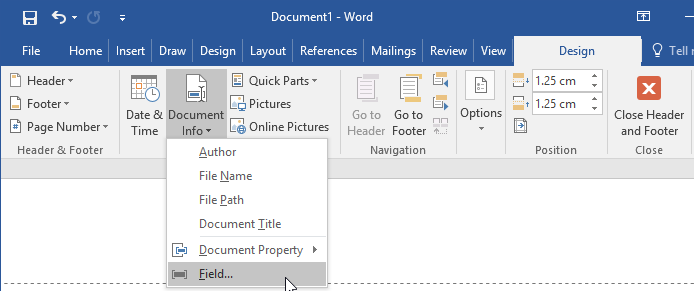 Document1 - Word
File Home Insert Draw Design Layout References Mailings Review View Design Tell me
Header
Footer
Page Number
Header & Footer
Date & Time
Document Info
Quick Parts
Pictures
Online Pictures
Go to Header
Go to Footer
Navigation
Options
1.25 cm
1.25 cm
Position
Close Header and Footer
Close
Author
File Name
File Path
Document Title
Document Property
Field...